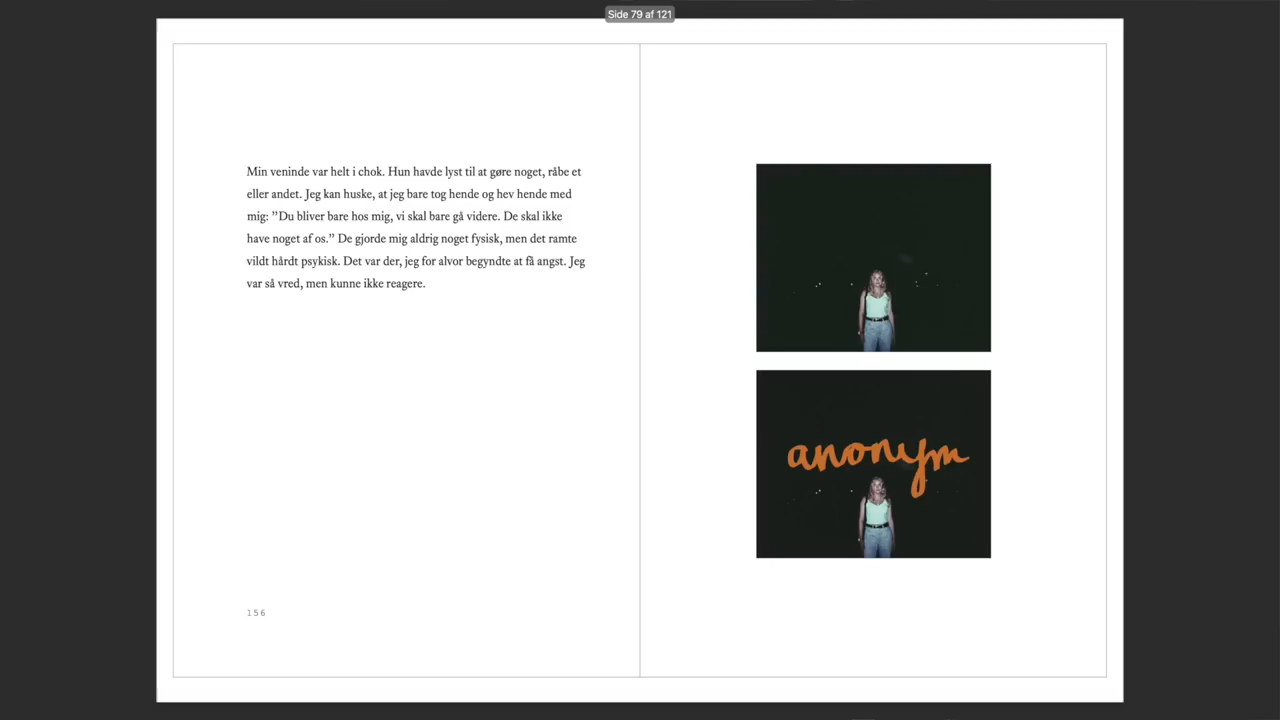 Side 79 af 121
Min veninde var helt i chok. Hun havde lyst til at gøre noget, råbe et
eller andet. Jeg kan huske, at jeg bare tog hende og hev hende med
mig: ”Du bliver bare hos mig, vi skal bare gå videre. De skal ikke
have noget af os.” De gjorde mig aldrig noget fysisk, men det ramte
vildt hårdt psykisk. Det var der, jeg for alvor begyndte at få angst. Jeg
var så vred, men kunne ikke reagere.
156
anonym